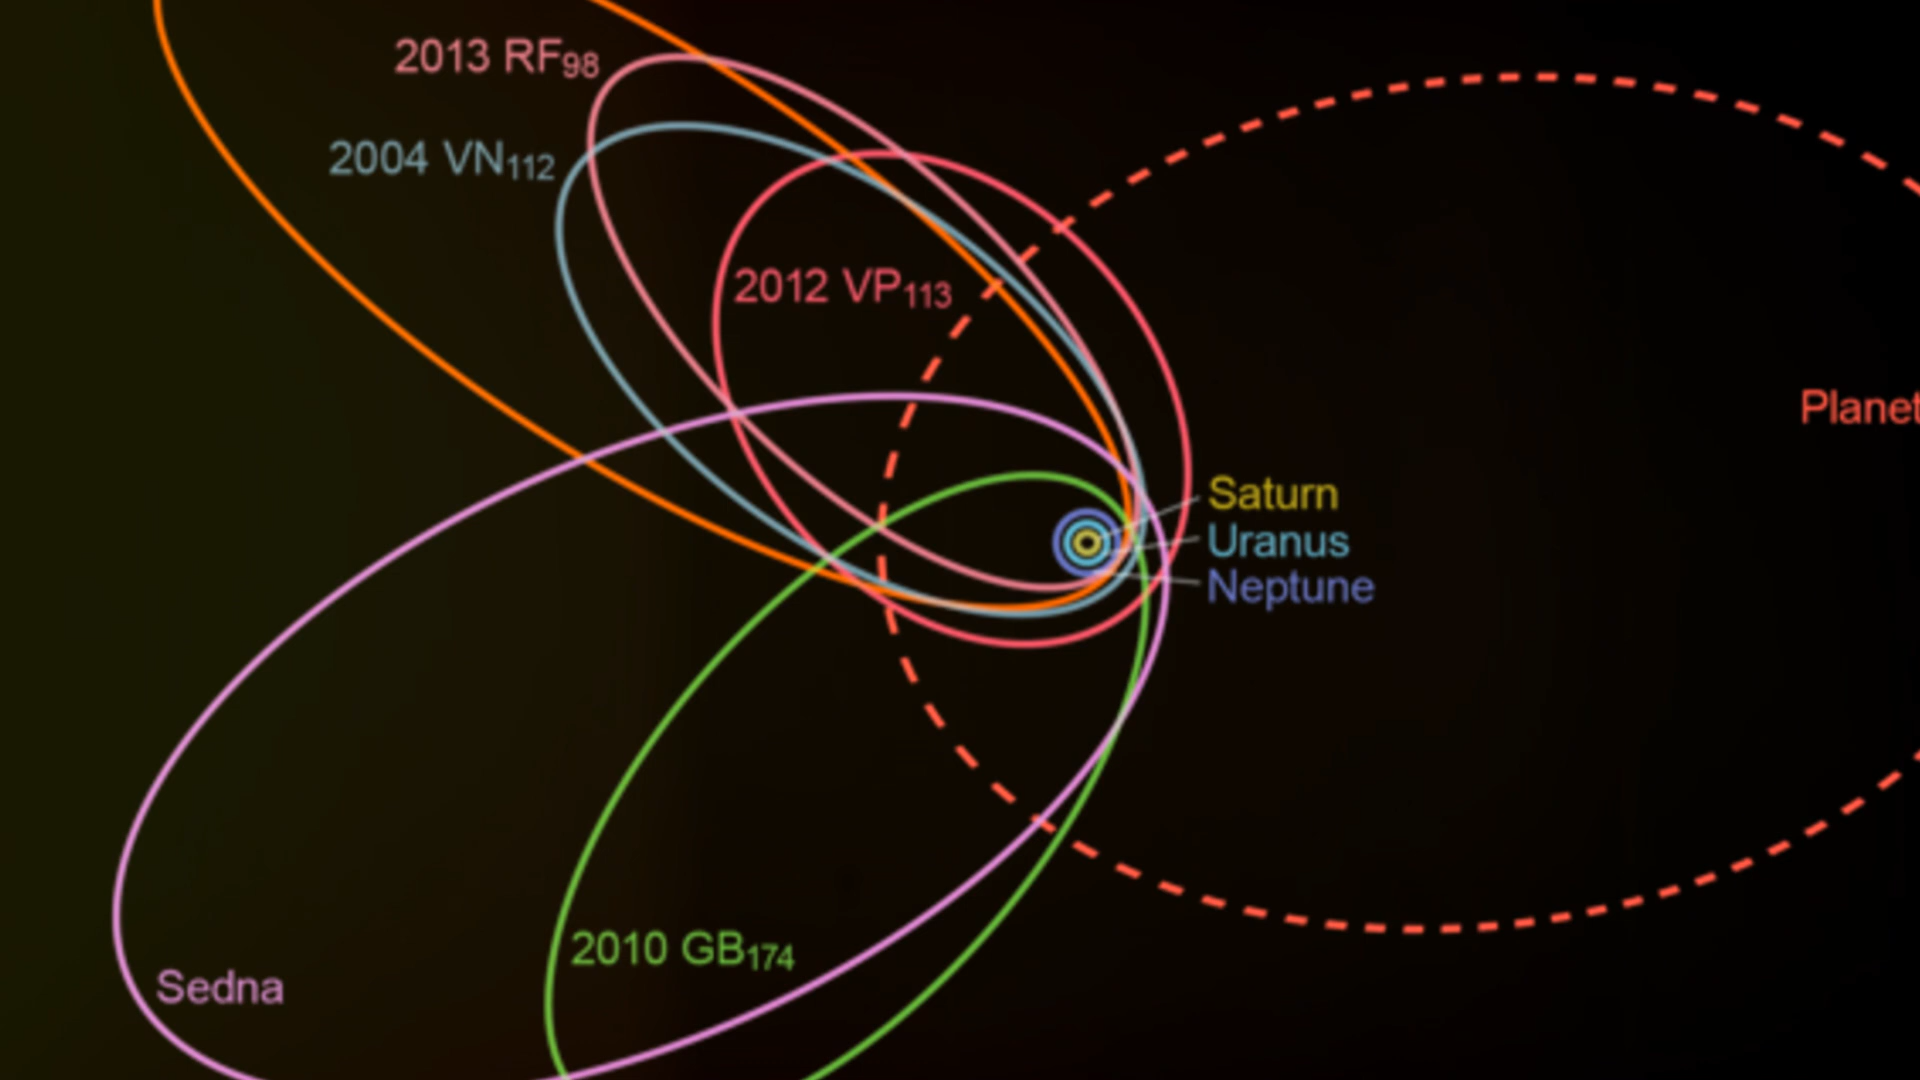 2013 RF98
2004 VN112
2012 VP113
Planet
Saturn
Uranus
Neptune
2010 GB174
Sedna